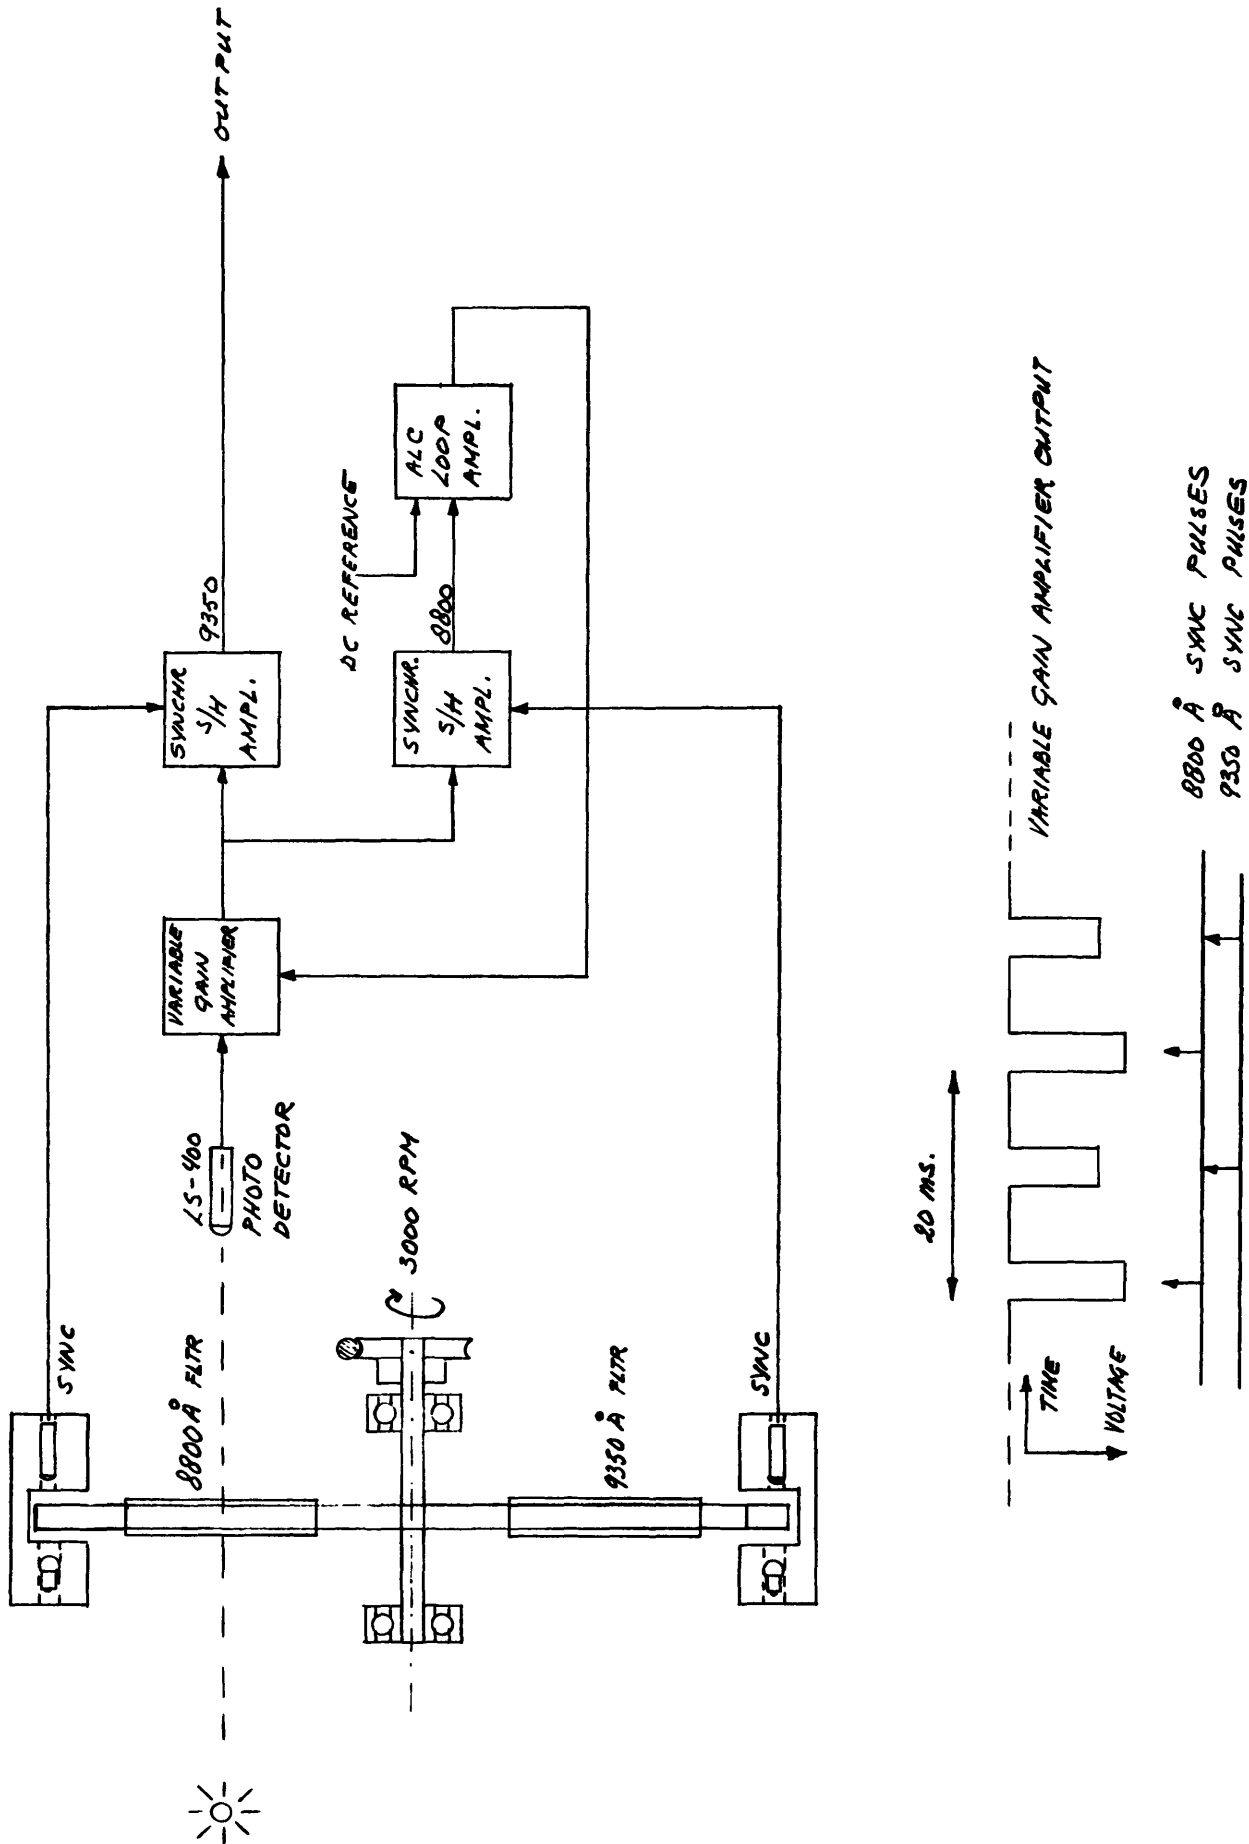 SYNC
OUTPUT
8800 Å FLTR
LS-400
PHOTO
DETECTOR
VARIABLE
GAIN
AMPLIFIER
SYNCHR
S/H
AMPL.
9350
3000 RPM
DC REFERENCE
SYNCHR.
S/H
AMPL.
8800
ALC
LOOP
AMPL.
9350 Å FLTR
SYNC
20 MS.
TIME
VOLTAGE
VARIABLE GAIN AMPLIFIER OUTPUT
8800 Å SYNC PULSES
9350 Å SYNC PULSES